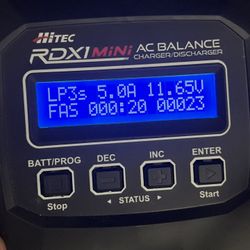 HiTEC
RDX1 MiNi AC BALANCE
CHARGER/DISCHARGER
LP3s 5.0A 11.65V
FAS 000:20 00023
BATT/PROG DEC INC ENTER
Stop ◄ STATUS ► Start